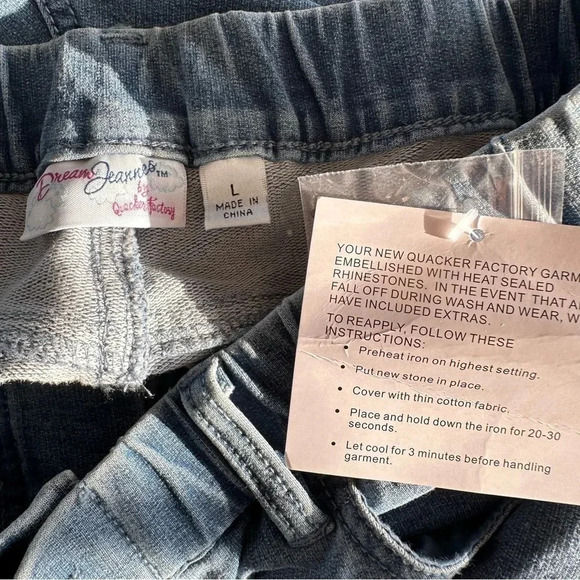 Dream Jeannes™
by
Quacker Factory
L
MADE IN
CHINA
YOUR NEW QUACKER FACTORY GARM
EMBELLISHED WITH HEAT SEALED
RHINESTONES. IN THE EVENT THAT A
FALL OFF DURING WASH AND WEAR, W
HAVE INCLUDED EXTRAS.
TO REAPPLY, FOLLOW THESE
INSTRUCTIONS:
• Preheat iron on highest setting.
• Put new stone in place.
• Cover with thin cotton fabric.
• Place and hold down the iron for 20-30
seconds.
• Let cool for 3 minutes before handling
garment.